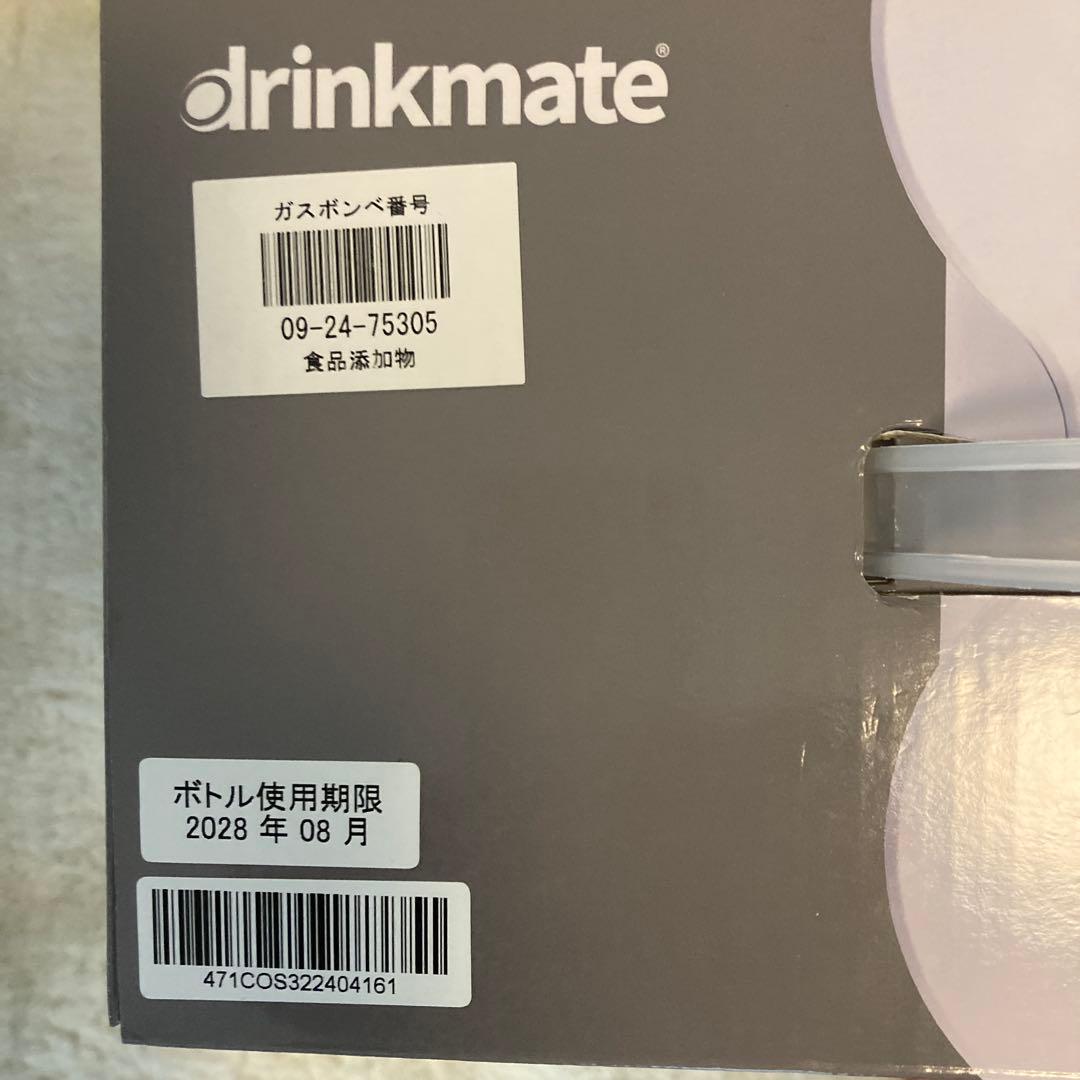 drinkmate®
ガスボンベ番号
09-24-75305
食品添加物
ボトル使用期限
2028 年 08 月
471COS322404161